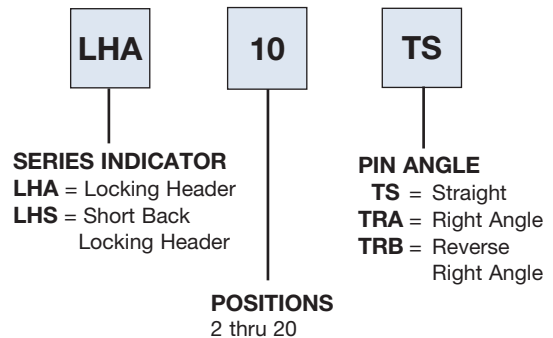 LHA 10 TS
SERIES INDICATOR
LHA = Locking Header
LHS = Short Back
Locking Header
POSITIONS
2 thru 20
PIN ANGLE
TS = Straight
TRA = Right Angle
TRB = Reverse
Right Angle